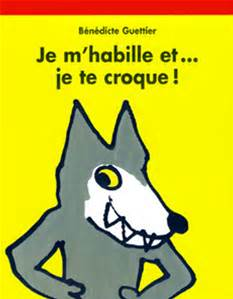 Bénédicte Guettier
Je m'habille et...
je te croque !